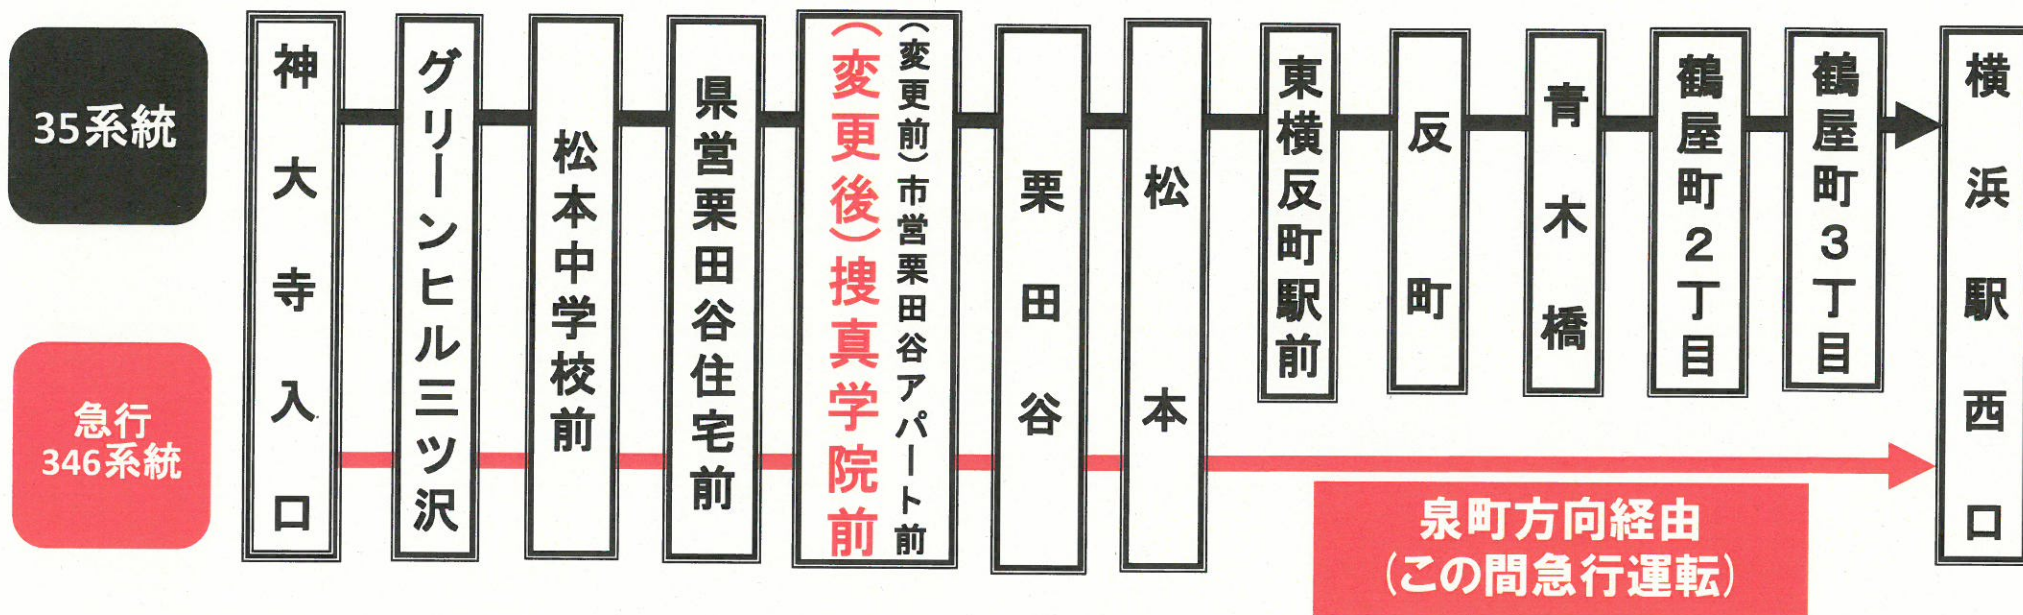 35系統
神大寺入口
グリーンヒル三ツ沢
松本中学校前
県営栗田谷住宅前
(変更前)市営栗田谷アパート前
(変更後)捜真学院前
栗田谷
松本
東横反町駅前
反町
青木橋
鶴屋町2丁目
鶴屋町3丁目
横浜駅西口
急行
346系統
泉町方向経由
(この間急行運転)